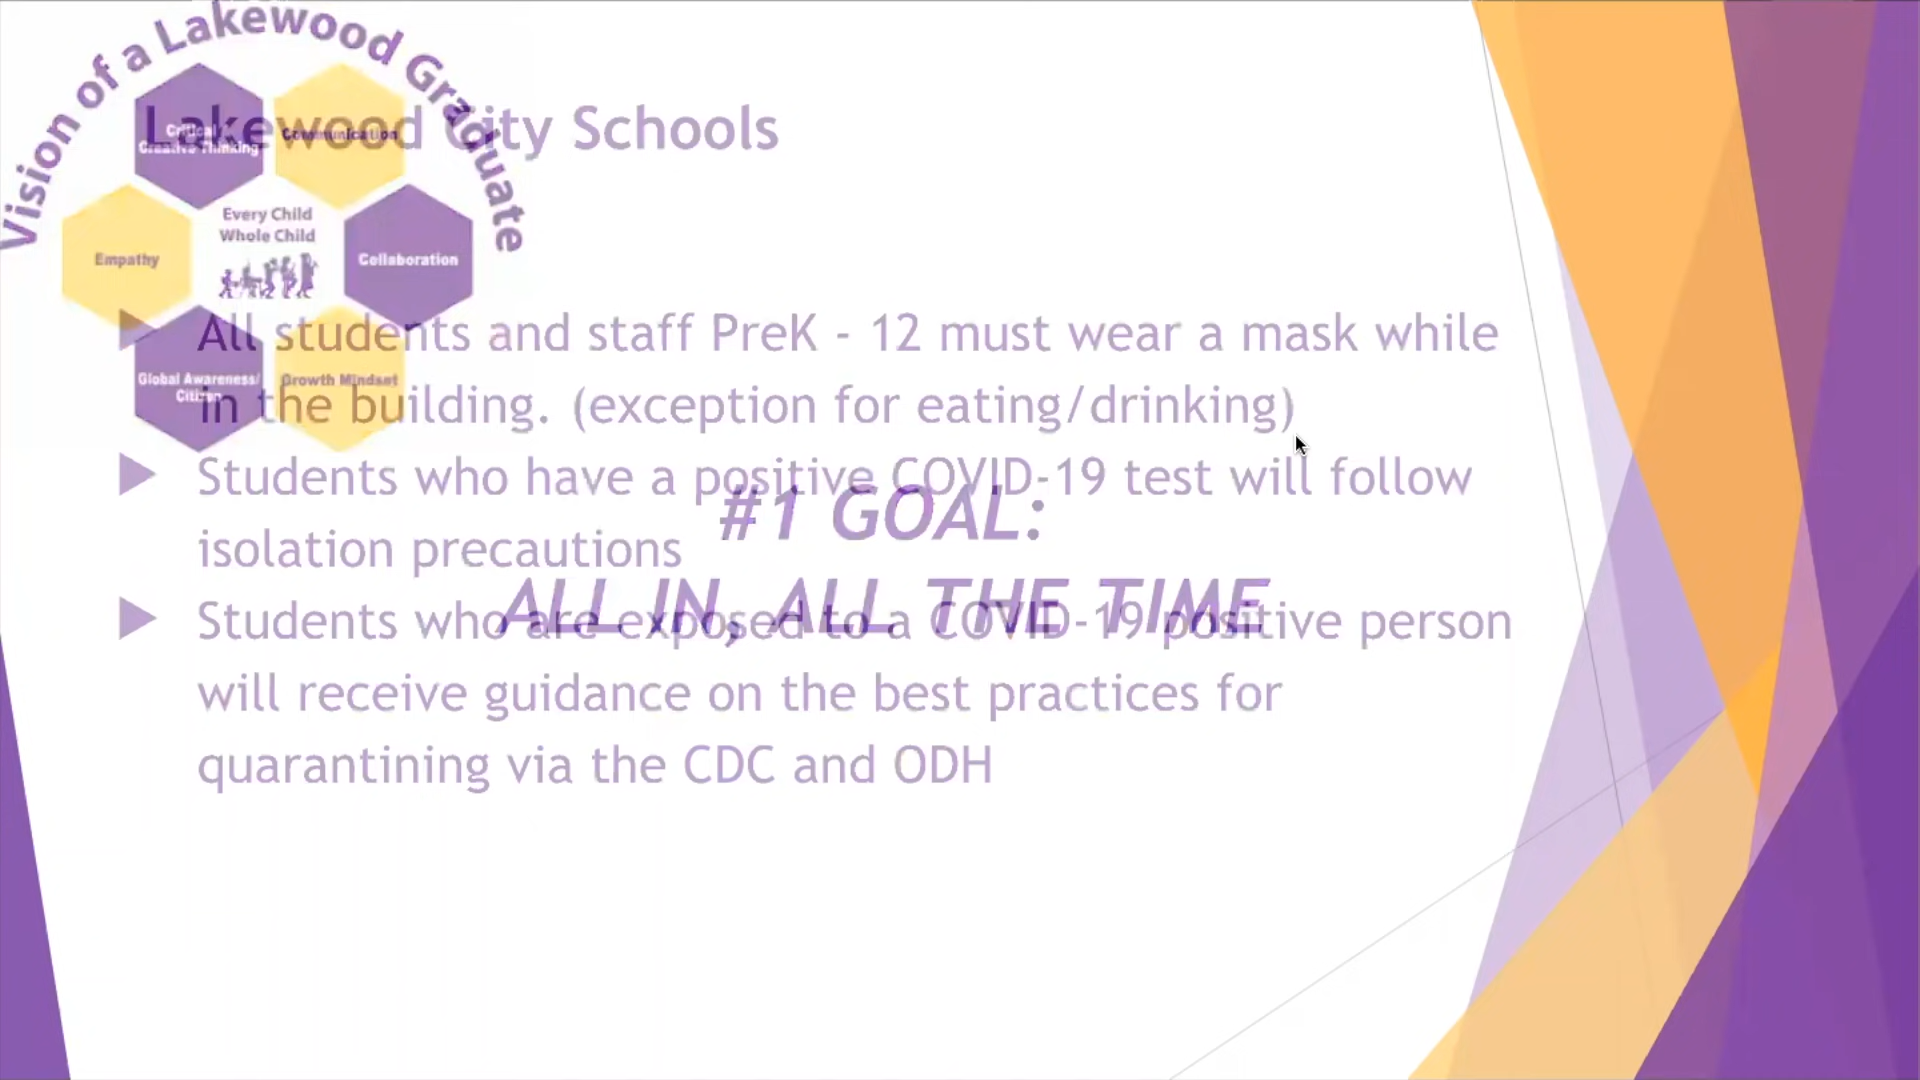 Vision of a Lakewood Graduate
Lakewood City Schools
Critical/
Creative Thinking
Communication
Every Child
Whole Child
Empathy
Collaboration
Global Awareness/
Citizen
Growth Mindset
All students and staff PreK - 12 must wear a mask while
in the building. (exception for eating/drinking)
Students who have a positive COVID-19 test will follow
isolation precautions
#1 GOAL:
ALL IN, ALL THE TIME
Students who are exposed to a COVID-19 positive person
will receive guidance on the best practices for
quarantining via the CDC and ODH